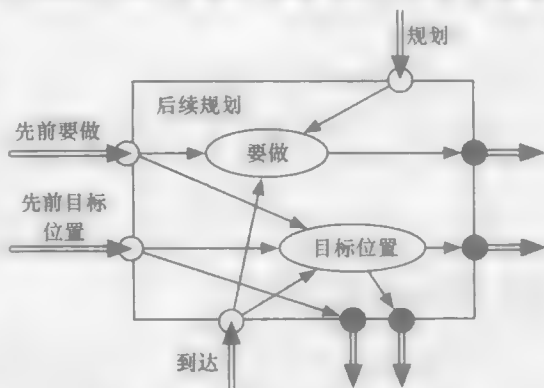 规划
后续规划
先前要做
要做
先前目标
位置
目标位置
到达